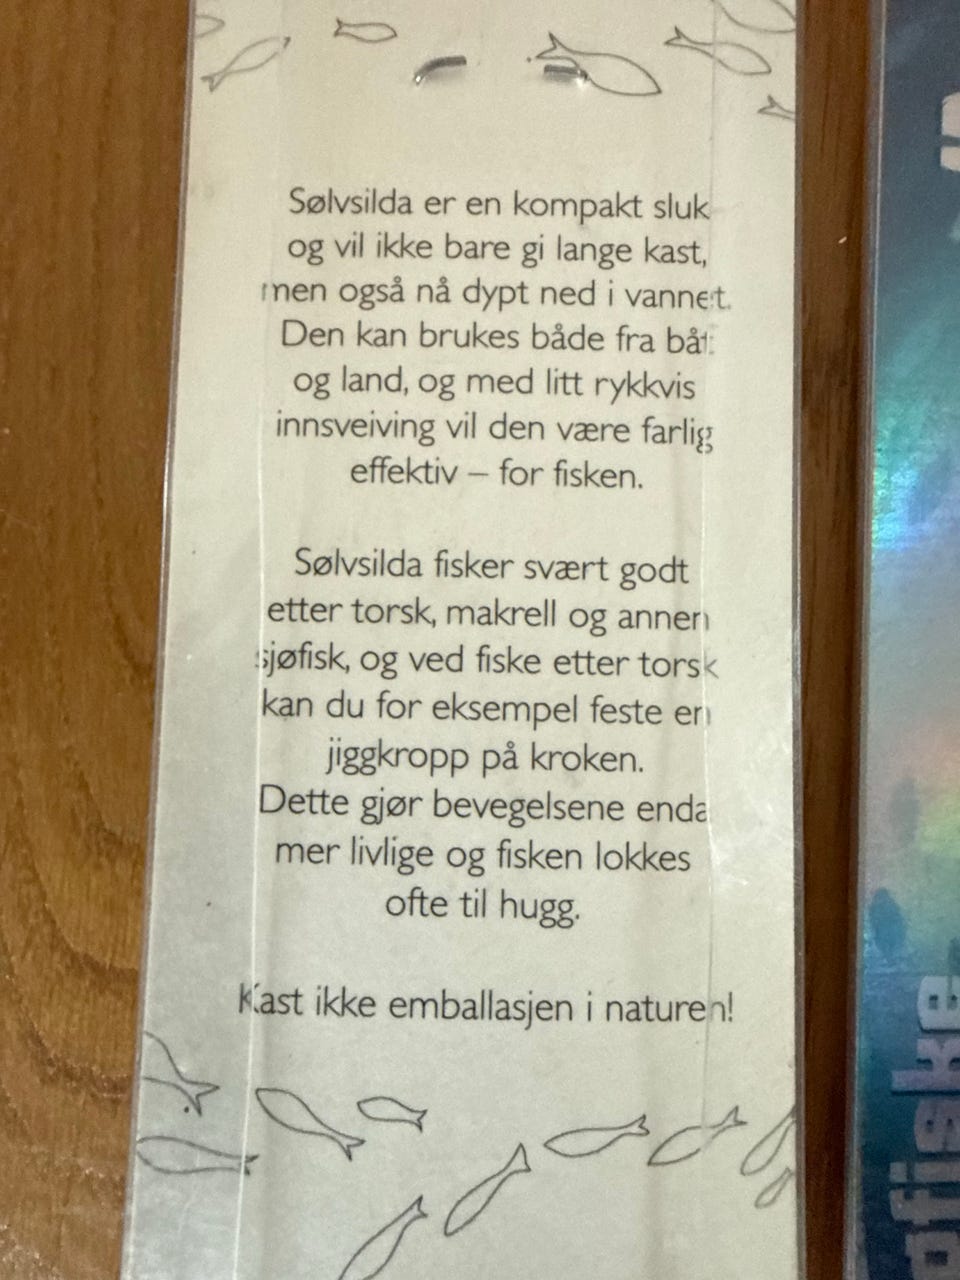 Sølvsilda er en kompakt sluk
og vil ikke bare gi lange kast,
men også nå dypt ned i vannet.
Den kan brukes både fra båt
og land, og med litt rykkvis
innsveiving vil den være farlig
effektiv – for fisken.
Sølvsilda fisker svært godt
etter torsk, makrell og annen
sjøfisk, og ved fiske etter torsk
kan du for eksempel feste en
jiggkropp på kroken.
Dette gjør bevegelsene enda
mer livlige og fisken lokkes
ofte til hugg.
Kast ikke emballasjen i naturen!